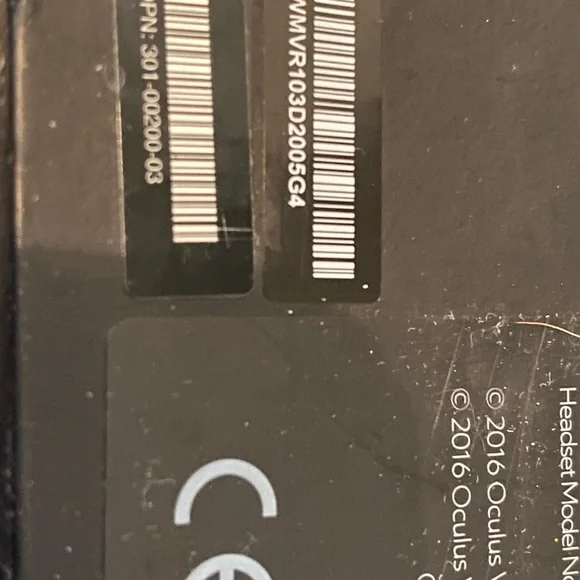 WMVR103D2005G4
PN: 301-00200-03
Headset Model
© 2016 Oculus
© 2016 Oculus
CE